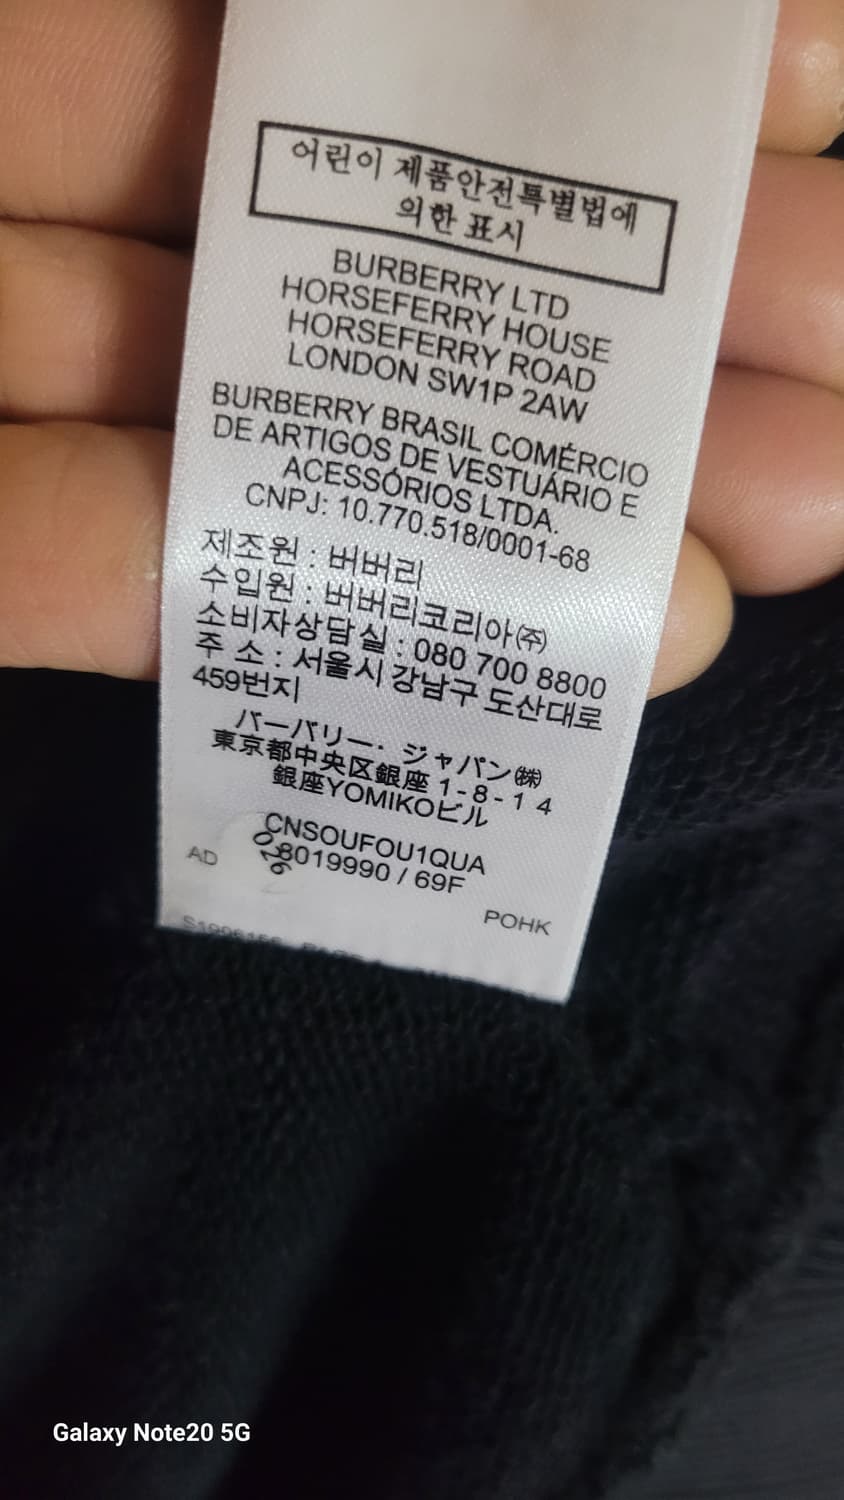 어린이 제품안전특별법에
의한 표시
BURBERRY LTD
HORSEFERRY HOUSE
HORSEFERRY ROAD
LONDON SW1P 2AW
BURBERRY BRASIL COMÉRCIO
DE ARTIGOS DE VESTUÁRIO E
ACESSÓRIOS LTDA.
CNPJ: 10.770.518/0001-68
제조원 : 버버리
수입원 : 버버리코리아㈜
소비자상담실 : 080 700 8800
주 소 : 서울시 강남구 도산대로
459번지
バーバリー・ジャパン㈱
東京都中央区銀座 1-8-1 4
銀座YOMIKOビル
CNSOUFOU1QUA
8019990 / 69F
AD
026
POHK
Galaxy Note20 5G